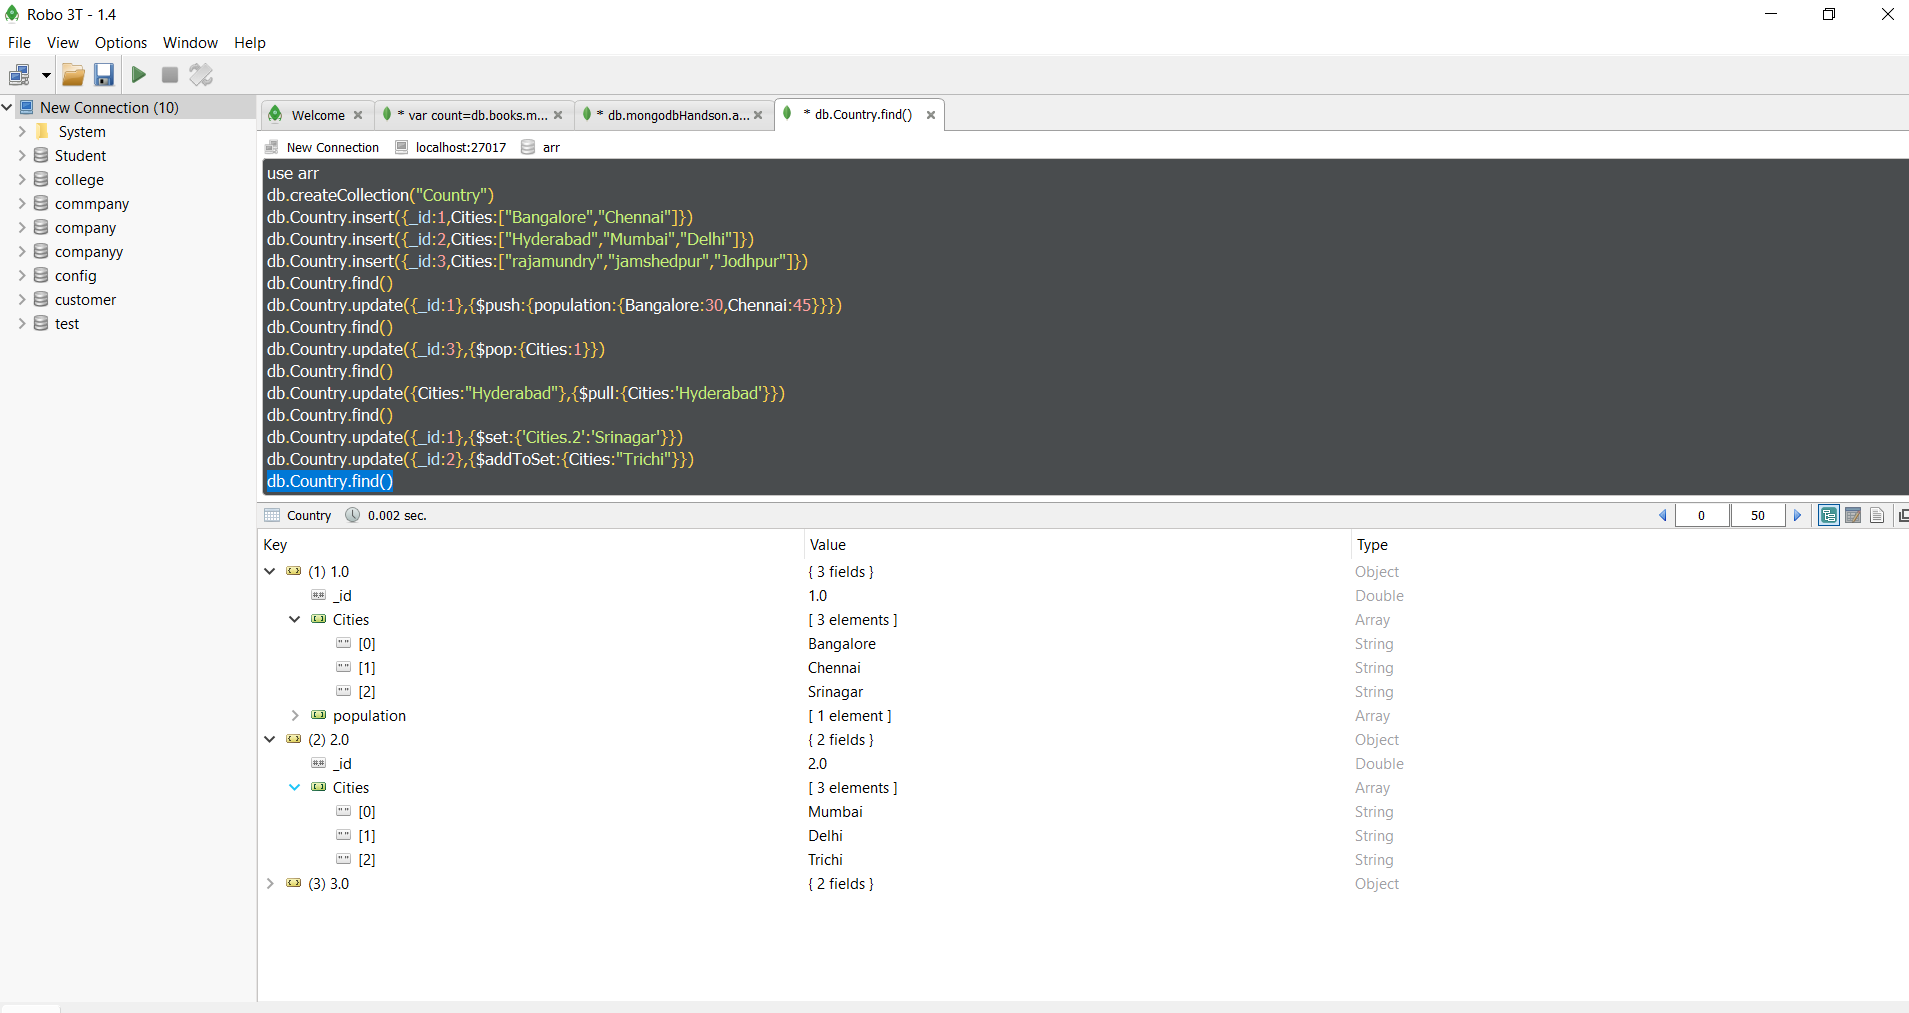 Robo 3T - 1.4
File View Options Window Help
New Connection (10)
System
Student
college
commpany
company
companyy
config
customer
test
Welcome
* var count=db.books.m...
* db.mongodbHandson.a...
* db.Country.find()
New Connection localhost:27017 arr
use arr
db.createCollection("Country")
db.Country.insert({_id:1,Cities:["Bangalore","Chennai"]})
db.Country.insert({_id:2,Cities:["Hyderabad","Mumbai","Delhi"]})
db.Country.insert({_id:3,Cities:["rajamundry","jamshedpur","Jodhpur"]})
db.Country.find()
db.Country.update({_id:1},{$push:{population:{Bangalore:30,Chennai:45}}})
db.Country.find()
db.Country.update({_id:3},{$pop:{Cities:1}})
db.Country.find()
db.Country.update({Cities:"Hyderabad"},{$pull:{Cities:'Hyderabad'}})
db.Country.find()
db.Country.update({_id:1},{$set:{'Cities.2':'Srinagar'}})
db.Country.update({_id:2},{$addToSet:{Cities:"Trichi"}})
db.Country.find()
Country 0.002 sec. 0 50
Key Value Type
(1) 1.0 { 3 fields } Object
_id 1.0 Double
Cities [ 3 elements ] Array
[0] Bangalore String
[1] Chennai String
[2] Srinagar String
population [ 1 element ] Array
(2) 2.0 { 2 fields } Object
_id 2.0 Double
Cities [ 3 elements ] Array
[0] Mumbai String
[1] Delhi String
[2] Trichi String
(3) 3.0 { 2 fields } Object